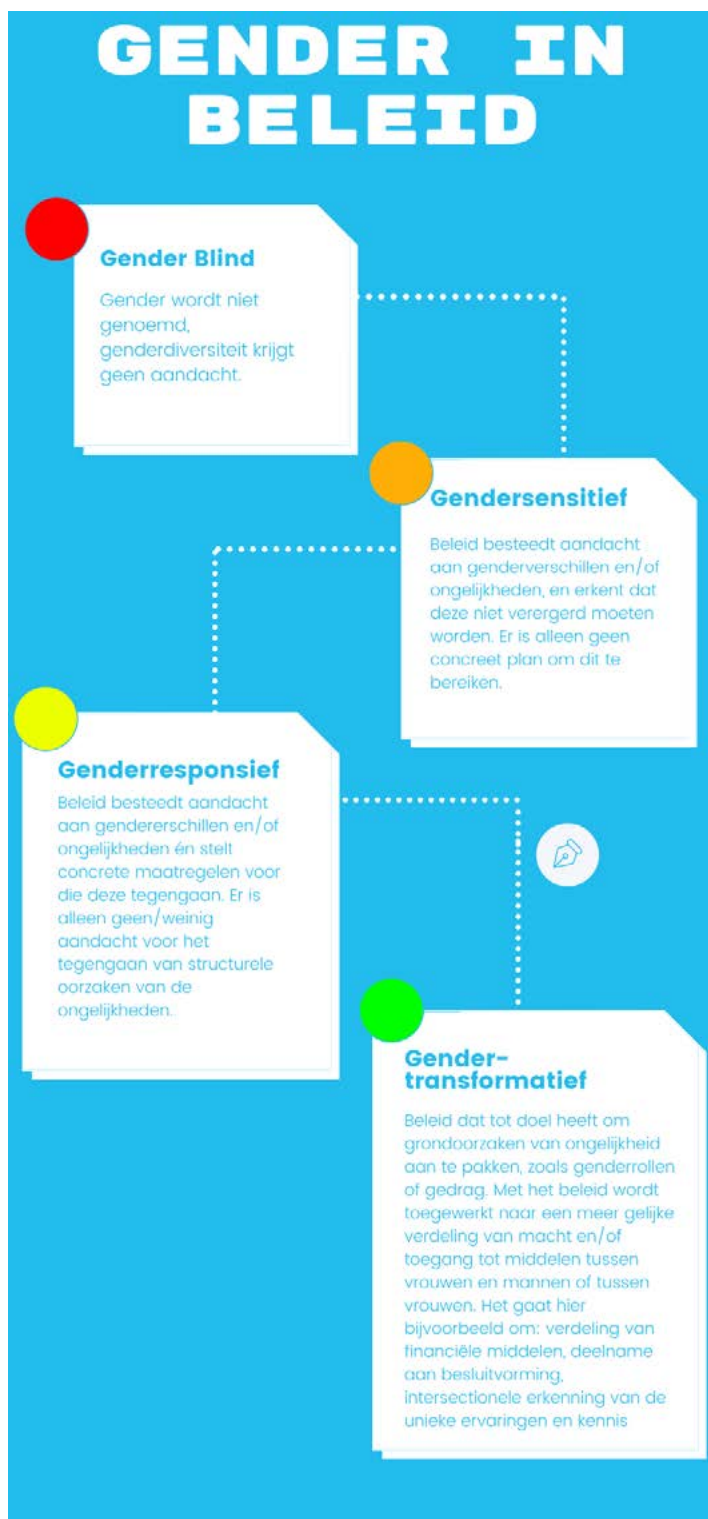 GENDER IN
BELEID
Gender Blind
Gender wordt niet
genoemd,
genderdiversiteit krijgt
geen aandacht.
Gendersensitief
Beleid besteedt aandacht
aan genderverschillen en/of
ongelijkheden, en erkent dat
deze niet verergerd moeten
worden. Er is alleen geen
concreet plan om dit te
bereiken.
Genderresponsief
Beleid besteedt aandacht
aan gendererschillen en/of
ongelijkheden én stelt
concrete maatregelen voor
die deze tegengaan. Er is
alleen geen/weinig
aandacht voor het
tegengaan van structurele
oorzaken van de
ongelijkheden.
Gender-
transformatief
Beleid dat tot doel heeft om
grondoorzaken van ongelijkheid
aan te pakken, zoals genderrollen
of gedrag. Met het beleid wordt
toegewerkt naar een meer gelijke
verdeling van macht en/of
toegang tot middelen tussen
vrouwen en mannen of tussen
vrouwen. Het gaat hier
bijvoorbeeld om: verdeling van
financiële middelen, deelname
aan besluitvorming,
intersectionele erkenning van de
unieke ervaringen en kennis